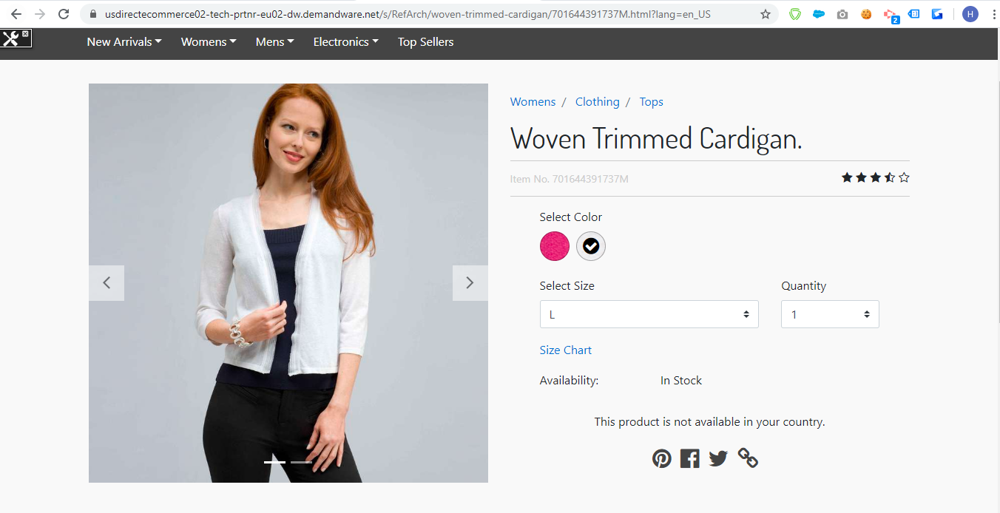 usdirectecommerce02-tech-prtnr-eu02-dw.demandware.net/s/RefArch/woven-trimmed-cardigan/701644391737M.html?lang=en_US
2
H
New Arrivals Womens Mens Electronics Top Sellers
Womens / Clothing / Tops
Woven Trimmed Cardigan.
Item No. 701644391737M
Select Color
Select Size Quantity
L 1
Size Chart
Availability: In Stock
This product is not available in your country.